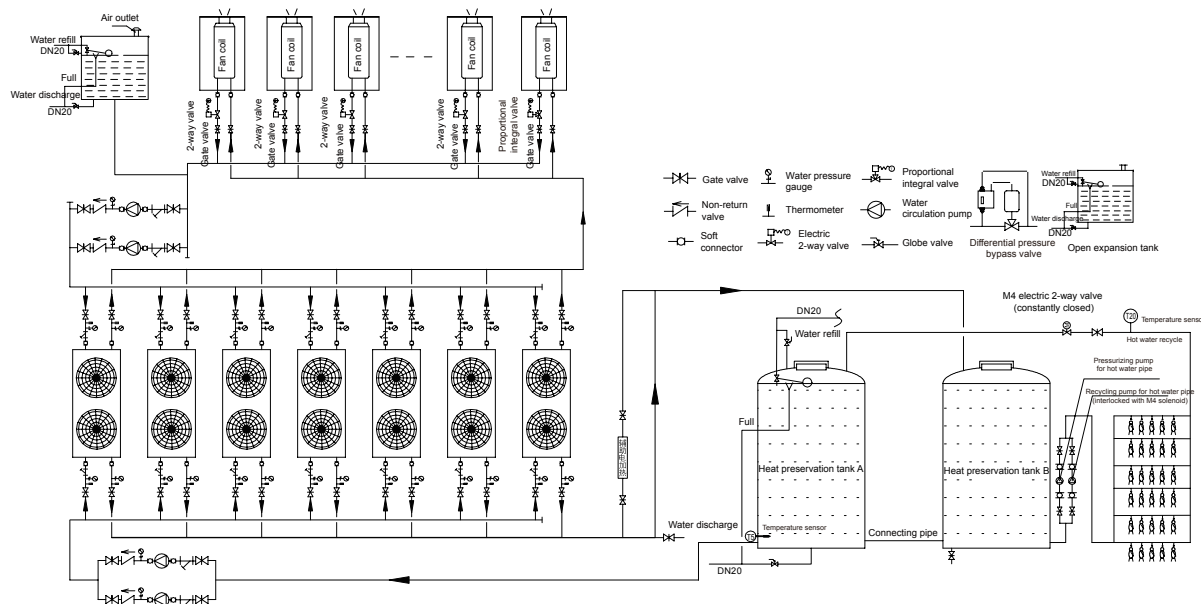 Air outlet
Water refill
DN20
Full
Water discharge
DN20
Fan coil
Fan coil
Fan coil
Fan coil
Fan coil
2-way valve
Gate valve
2-way valve
Gate valve
2-way valve
Gate valve
2-way valve
Gate valve
Proportional
integral valve
Gate valve
Gate valve
Water pressure
gauge
Proportional
integral valve
Non-return
valve
Thermometer
Water
circulation pump
Soft
connector
Electric
2-way valve
Globe valve
Differential pressure
bypass valve
Water refill
DN20
Full
Water discharge
DN20
Open expansion tank
M4 electric 2-way valve
(constantly closed)
T20
Temperature sensor
Hot water recycle
Pressurizing pump
for hot water pipe
Recycling pump for hot water pipe
(interlocked with M4 solenoid)
DN20
Water refill
Full
Heat preservation tank A
Heat preservation tank B
辅助电加热
Water discharge
T5
Temperature sensor
Connecting pipe
DN20